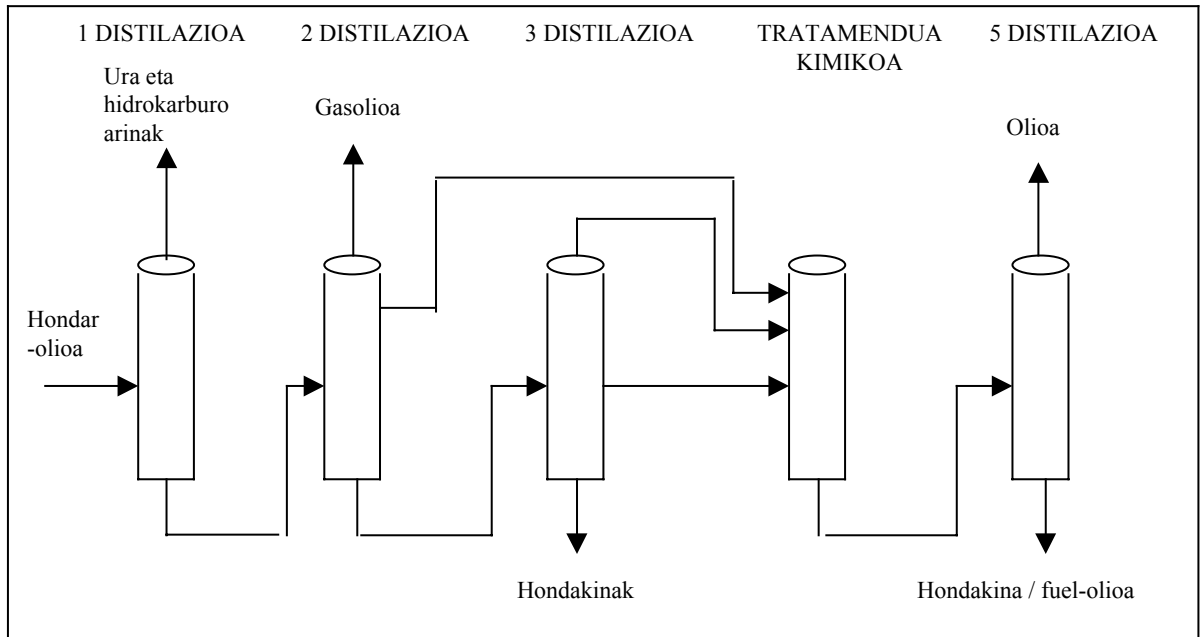 1 DISTILAZIOA
2 DISTILAZIOA
3 DISTILAZIOA
TRATAMENDUA
KIMIKOA
5 DISTILAZIOA
Ura eta
hidrokarburo
arinak
Gasolioa
Olioa
Hondar
-olioa
Hondakinak
Hondakina / fuel-olioa